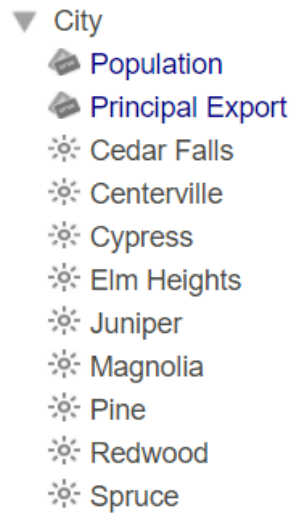 City
Population
Principal Export
Cedar Falls
Centerville
Cypress
Elm Heights
Juniper
Magnolia
Pine
Redwood
Spruce